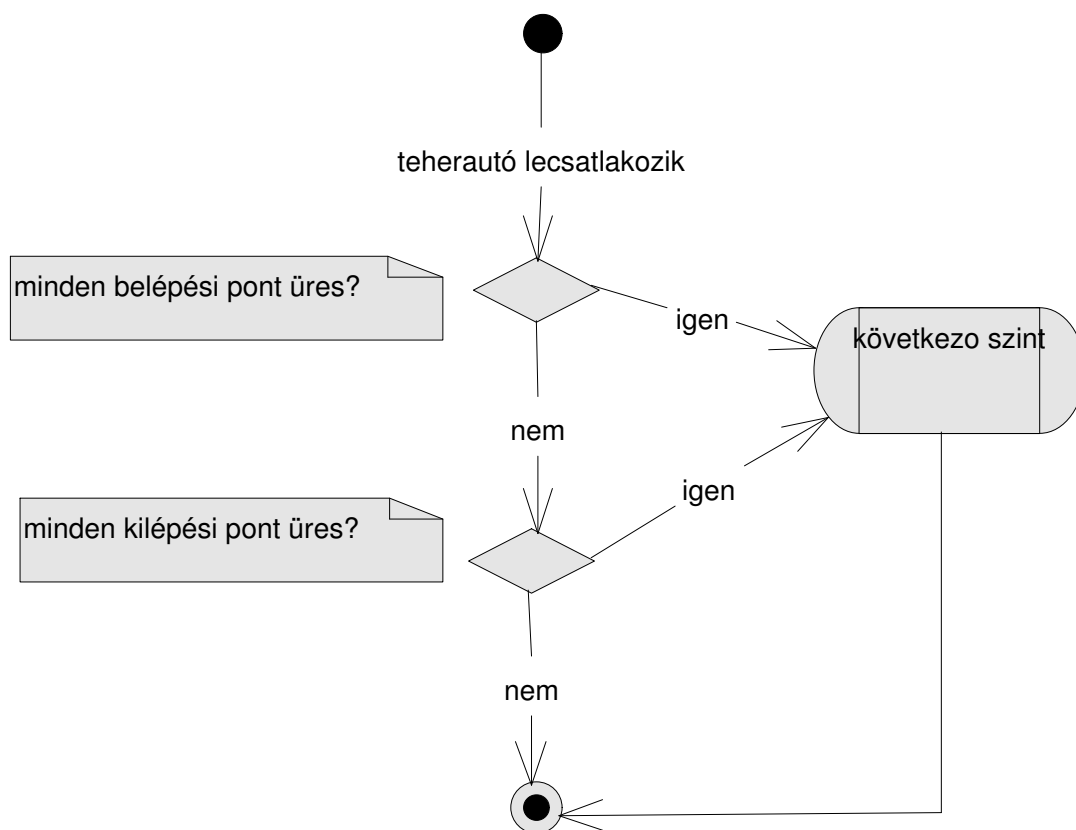 teherautó lecsatlakozik
minden belépési pont üres?
igen
következo szint
nem
igen
minden kilépési pont üres?
nem